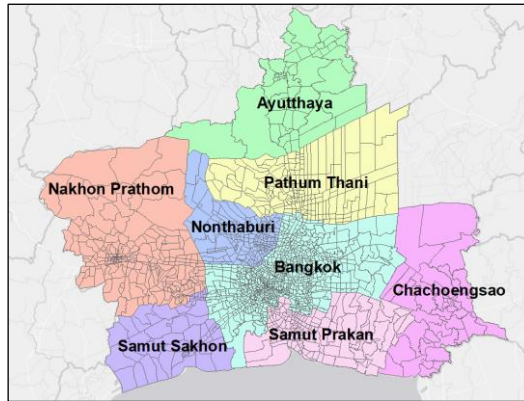 Ayutthaya
Nakhon Prathom
Pathum Thani
Nonthaburi
Bangkok
Chachoengsao
Samut Prakan
Samut Sakhon